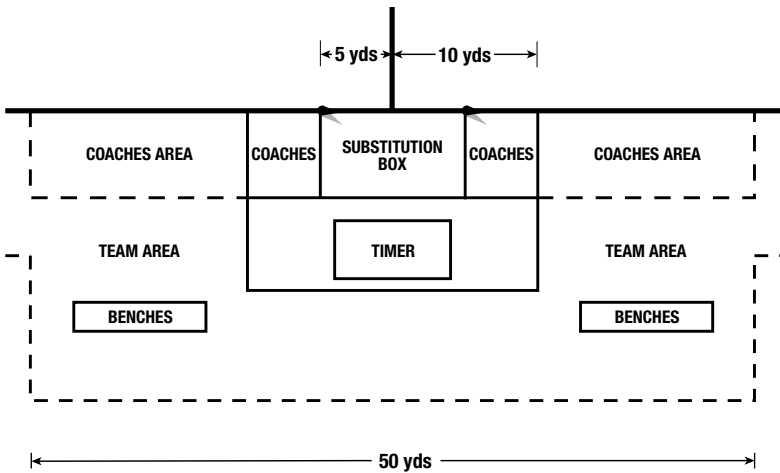 5 yds
10 yds
COACHES AREA
COACHES
SUBSTITUTION
BOX
COACHES
COACHES AREA
TEAM AREA
TIMER
TEAM AREA
BENCHES
BENCHES
50 yds